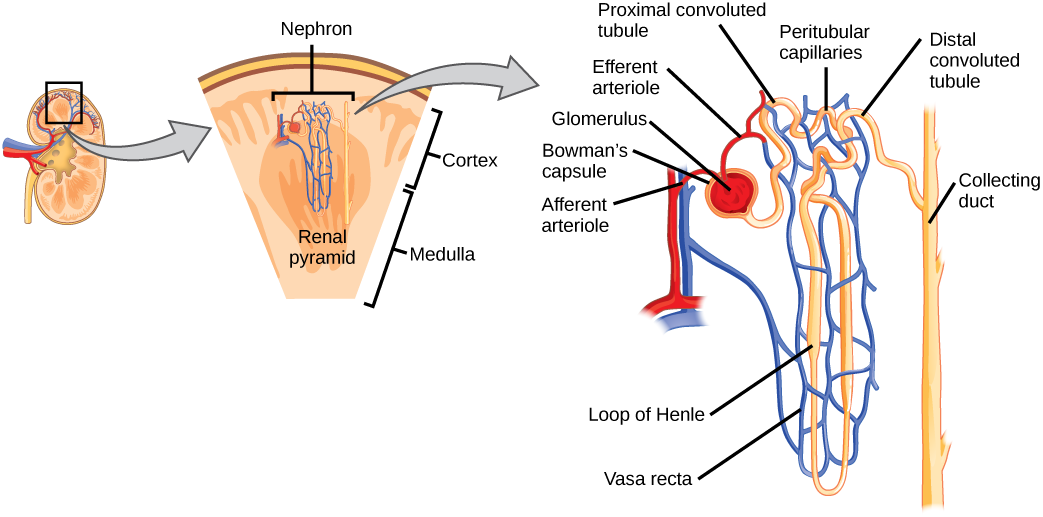 Nephron
Cortex
Renal
pyramid
Medulla
Proximal convoluted
tubule
Efferent
arteriole
Glomerulus
Bowman's
capsule
Afferent
arteriole
Peritubular
capillaries
Distal
convoluted
tubule
Collecting
duct
Loop of Henle
Vasa recta